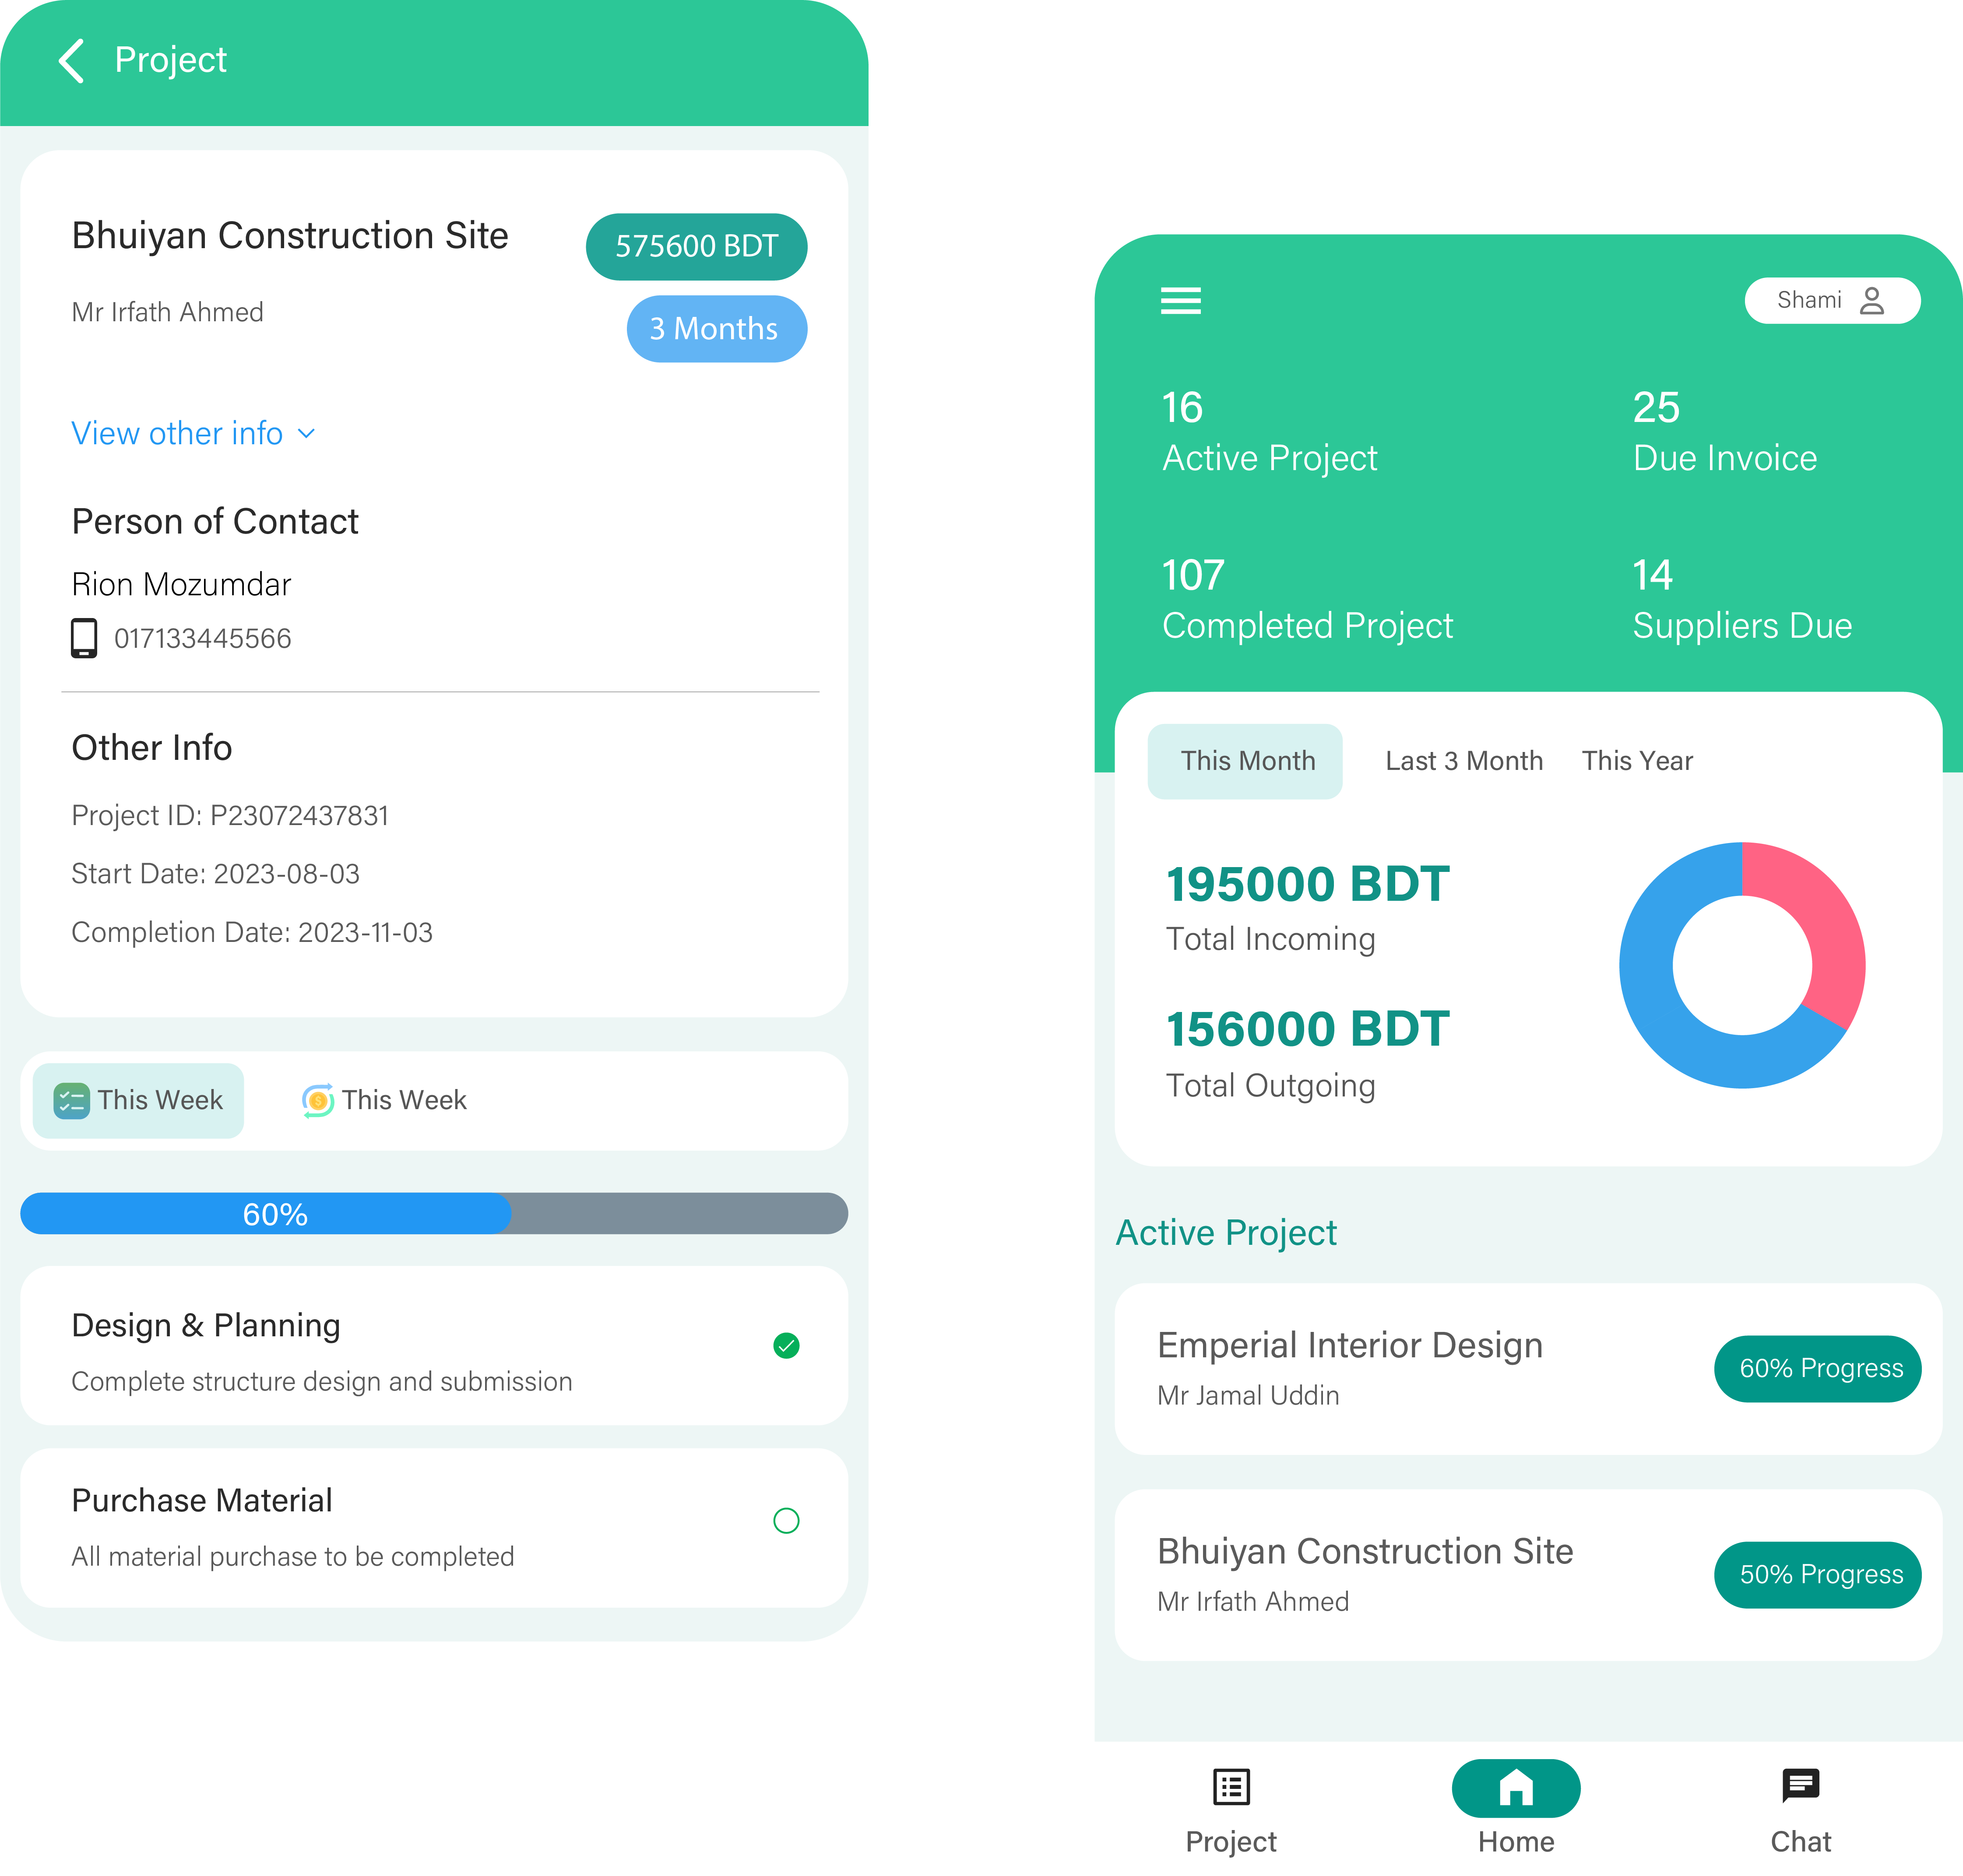 Project
Bhuiyan Construction Site
575600 BDT
Mr Irfath Ahmed
3 Months
View other info
Person of Contact
Rion Mozumdar
017133445566
Other Info
Project ID: P23072437831
Start Date: 2023-08-03
Completion Date: 2023-11-03
This Week
This Week
60%
Design & Planning
Complete structure design and submission
Purchase Material
All material purchase to be completed
Shami
16
Active Project
25
Due Invoice
107
Completed Project
14
Suppliers Due
This Month
Last 3 Month
This Year
195000 BDT
Total Incoming
156000 BDT
Total Outgoing
Active Project
Emperial Interior Design
Mr Jamal Uddin
60% Progress
Bhuiyan Construction Site
Mr Irfath Ahmed
50% Progress
Project
Home
Chat